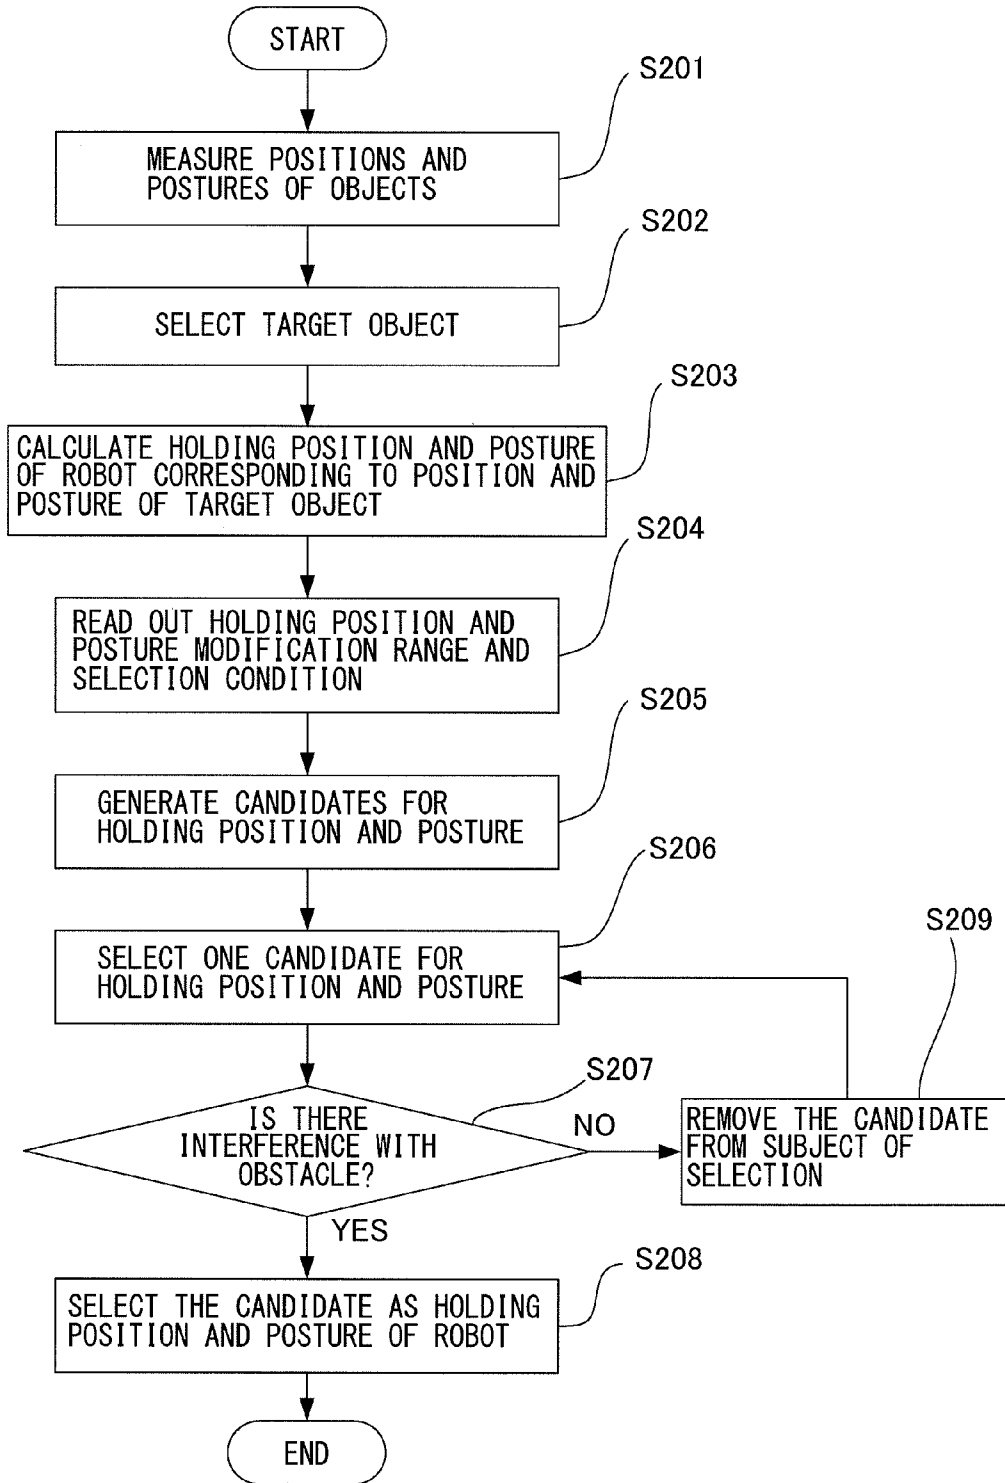 START
S201
MEASURE POSITIONS AND
POSTURES OF OBJECTS
S202
SELECT TARGET OBJECT
S203
CALCULATE HOLDING POSITION AND POSTURE
OF ROBOT CORRESPONDING TO POSITION AND
POSTURE OF TARGET OBJECT
S204
READ OUT HOLDING POSITION AND
POSTURE MODIFICATION RANGE AND
SELECTION CONDITION
S205
GENERATE CANDIDATES FOR
HOLDING POSITION AND POSTURE
S206
SELECT ONE CANDIDATE FOR
HOLDING POSITION AND POSTURE
S209
S207
IS THERE
INTERFERENCE WITH
OBSTACLE?
NO
REMOVE THE CANDIDATE
FROM SUBJECT OF
SELECTION
YES
S208
SELECT THE CANDIDATE AS HOLDING
POSITION AND POSTURE OF ROBOT
END